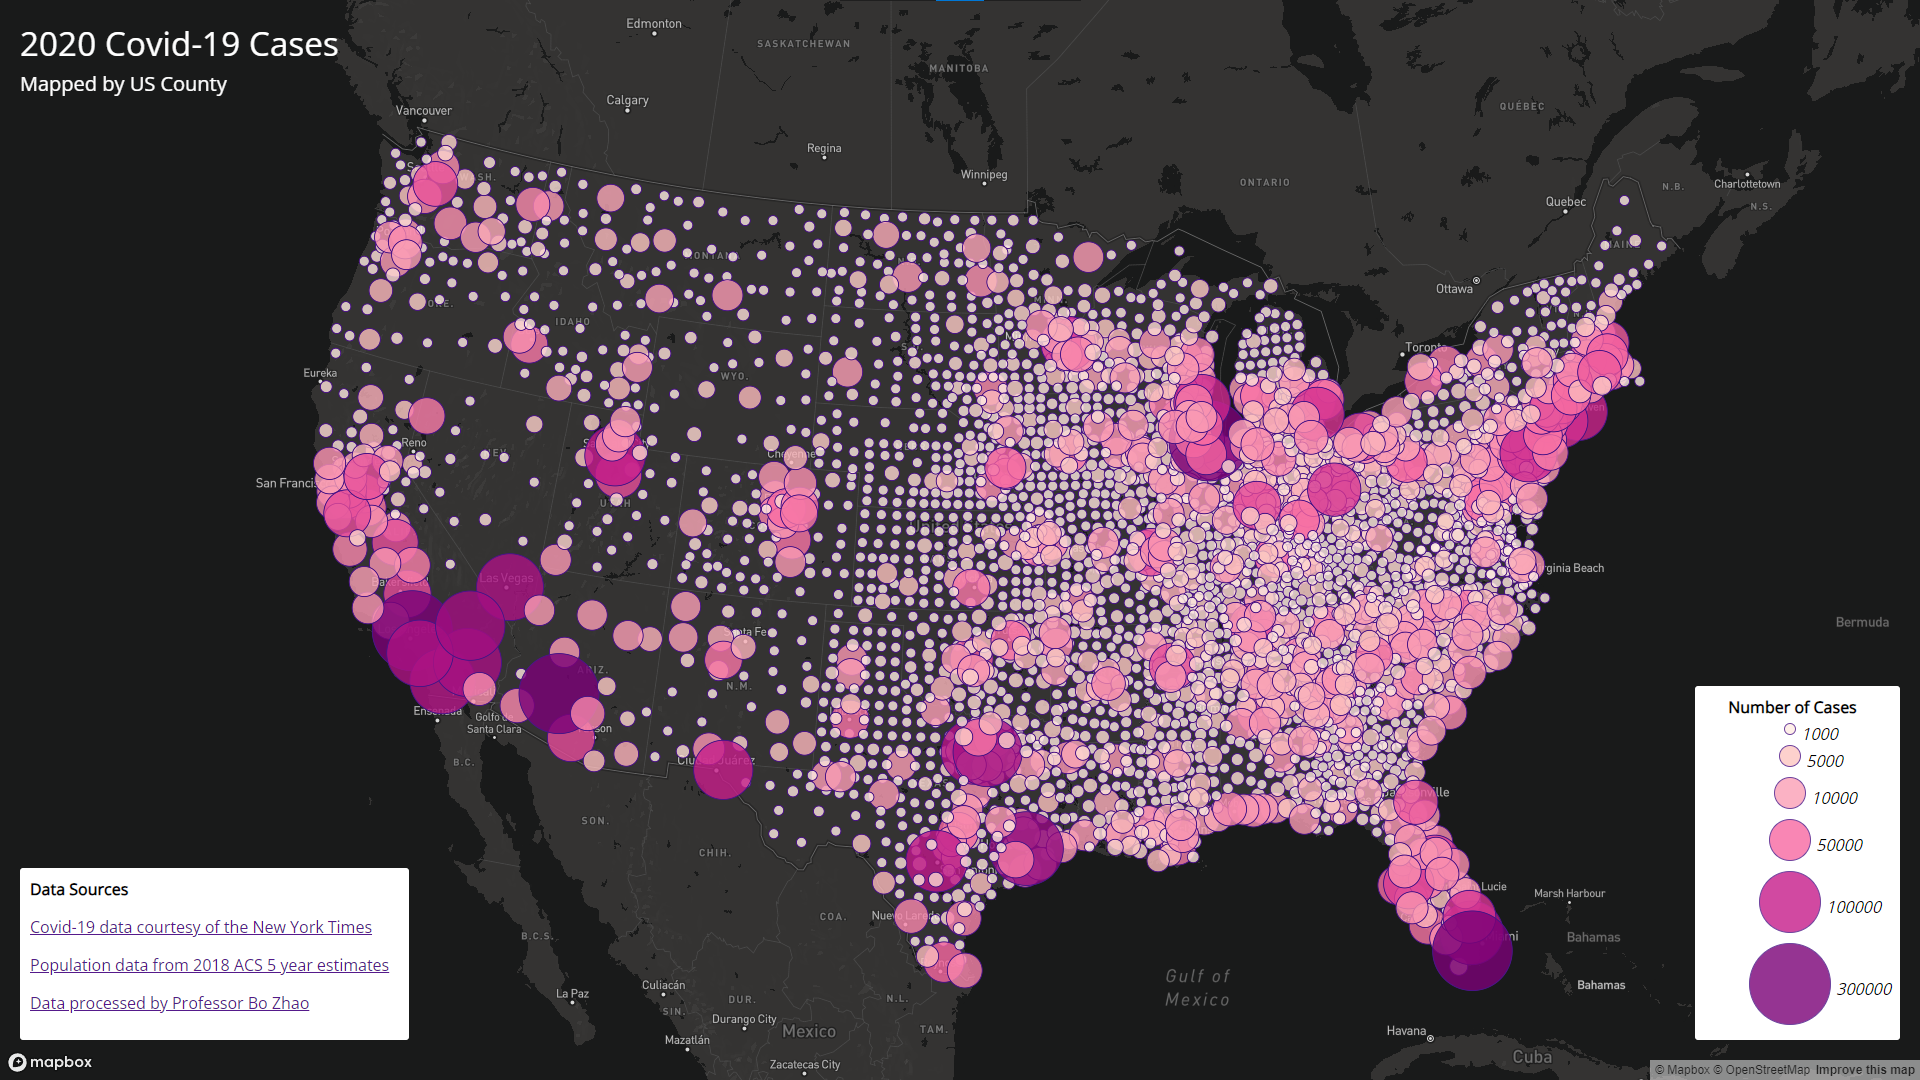 2020 Covid-19 Cases
Mapped by US County
Edmonton
SASKATCHEWAN
MANITOBA
Calgary
Vancouver
QUÉBEC
Regina
Winnipeg
ONTARIO
N.B.
Charlottetown
Quebec
N.S.
MAINE
Ottawa
IDAHO
Toronto
WYO.
Eureka
Reno
Cheyenne
San Francis
UTAH
Virginia Beach
Las Vegas
Santa Fe
Bermuda
ARIZ.
N.M.
Ensenada
Golfo de
Santa Clara
B.C.
Ciudad Juárez
SON.
CHIH.
Lucie
Marsh Harbour
COA.
Nuevo Laredo
B.C.S.
Bahamas
Gulf of
Mexico
Bahamas
La Paz
Culiacán
SIN.
DUR.
N.L.
Durango City
Mexico
TAM.
Havana
Mazatlán
Zacatecas City
Cuba
Number of Cases
1000
5000
10000
50000
100000
300000
Data Sources
Covid-19 data courtesy of the New York Times
Population data from 2018 ACS 5 year estimates
Data processed by Professor Bo Zhao
mapbox
© Mapbox © OpenStreetMap Improve this map